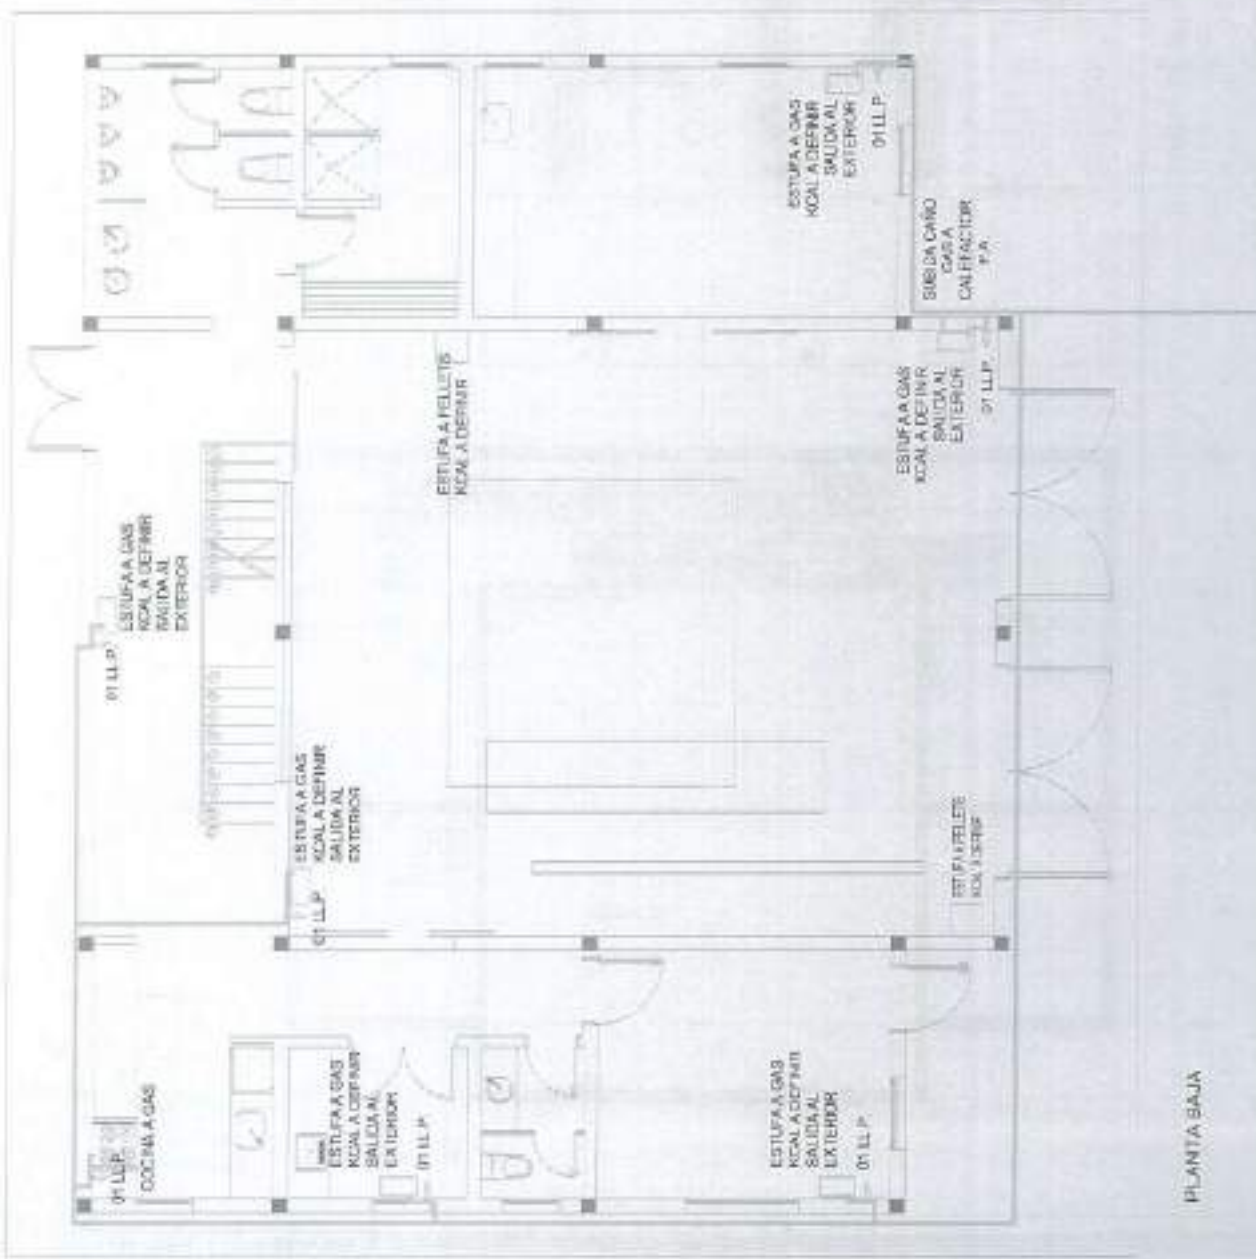 01 LL.P.
COCINA A GAS
01 LL.P.
ESTUFA A GAS
KCAL A DEFINIR
SALIDA AL
EXTERIOR
ESTUFA A GAS
KCAL A DEFINIR
SALIDA AL
EXTERIOR
01 LL.P
ESTUFA A GAS
KCAL A DEFINIR
SALIDA AL
EXTERIOR
01 LL.P.
ESTUFA A PELLETS
KCAL A DEFINIR
ESTUFA A GAS
KCAL A DEFINIR
SALIDA AL
EXTERIOR
01 LL.P
ESTUFA A GAS
KCAL A DEFINIR
SALIDA AL
EXTERIOR
01 LL.P
ESTUFA A GAS
KCAL A DEFINIR
SALIDA AL
EXTERIOR
01 LL.P.
SUBIDA CAÑO
GAS A
CALEFACTOR
P.A.
ESTUFA A PELLETS
KCAL A DEFINIR
PLANTA BAJA